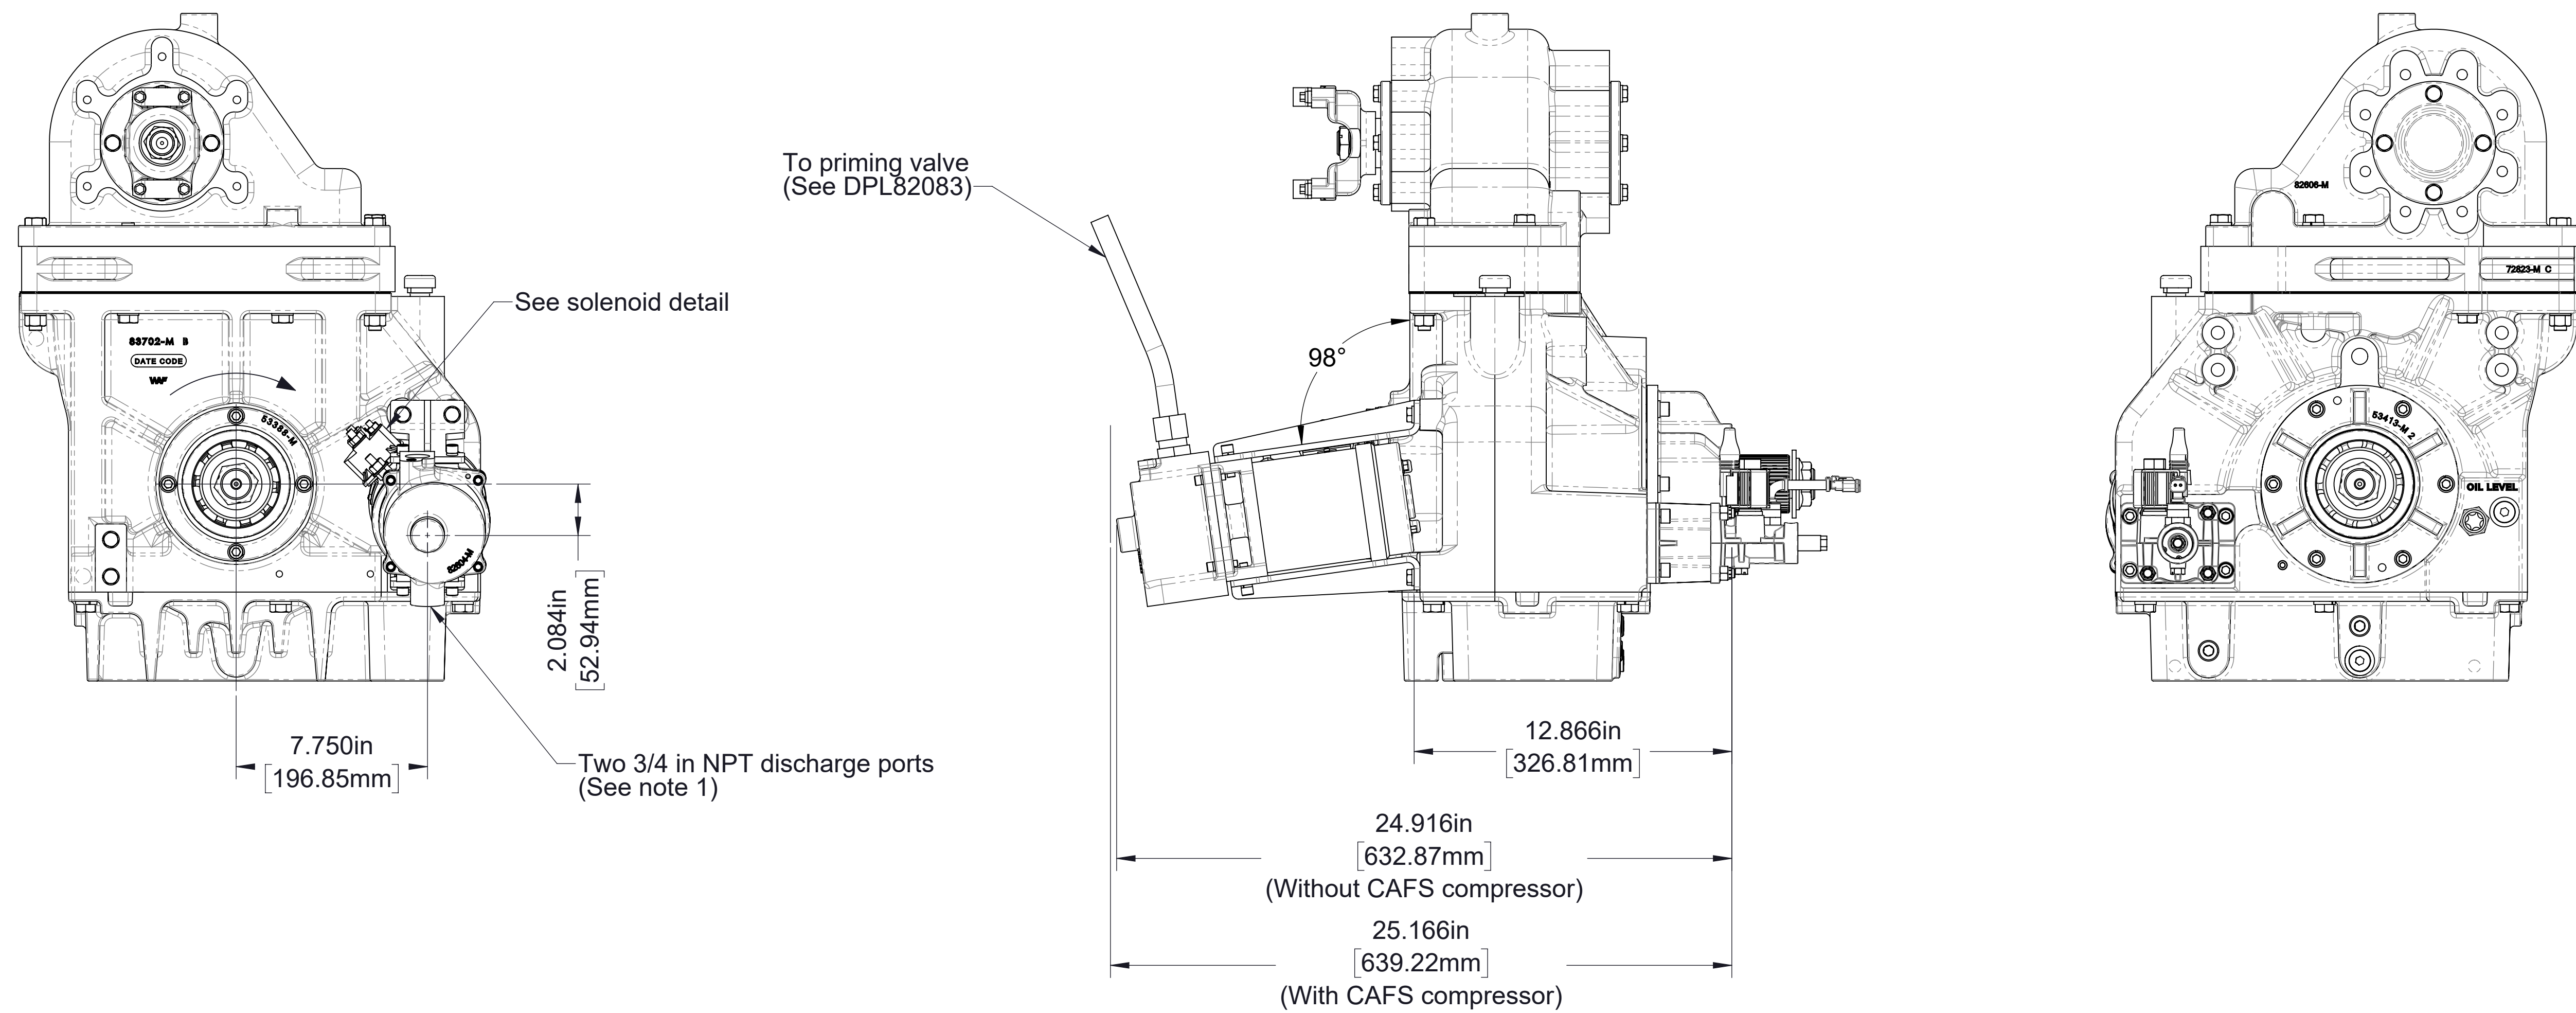 To priming valve
(See DPL82083)
See solenoid detail
83702-M B
DATE CODE
53388-M
52604-M
2.084in
[52.94mm]
7.750in
[196.85mm]
Two 3/4 in NPT discharge ports
(See note 1)
98°
12.866in
[326.81mm]
24.916in
[632.87mm]
(Without CAFS compressor)
25.166in
[639.22mm]
(With CAFS compressor)
82606-M
72823-M C
53413-M 2
OIL LEVEL